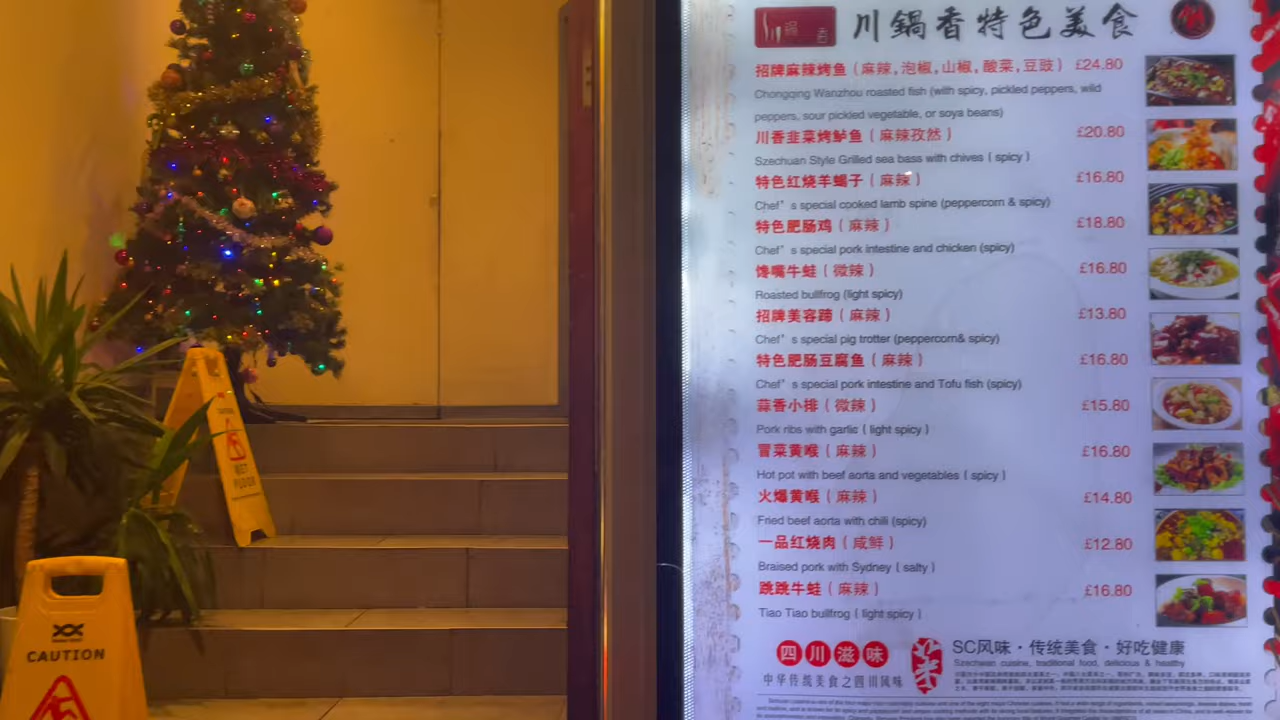 川鍋香特色美食
招牌麻辣烤鱼（麻辣,泡椒,山椒,酸菜,豆豉） £24.80
Chongqing Wanzhou roasted fish (with spicy, pickled peppers, wild
peppers, sour pickled vegetable, or soya beans)
川香韭菜烤鲈鱼（麻辣孜然） £20.80
Szechuan Style Grilled sea bass with chives ( spicy )
特色红烧羊蝎子（麻辣） £16.80
Chef' s special cooked lamb spine (peppercorn & spicy)
特色肥肠鸡（麻辣） £18.80
Chef' s special pork intestine and chicken (spicy)
馋嘴牛蛙（微辣） £16.80
Roasted bullfrog (light spicy)
招牌美容蹄（麻辣） £13.80
Chef' s special pig trotter (peppercorn& spicy)
特色肥肠豆腐鱼（麻辣） £16.80
Chef' s special pork intestine and Tofu fish (spicy)
蒜香小排（微辣） £15.80
Pork ribs with garlic ( light spicy )
冒菜黄喉（麻辣） £16.80
Hot pot with beef aorta and vegetables ( spicy )
火爆黄喉（麻辣） £14.80
Fried beef aorta with chili (spicy)
一品红烧肉（咸鲜） £12.80
Braised pork with Sydney ( salty )
跳跳牛蛙（麻辣） £16.80
Tiao Tiao bullfrog ( light spicy )
四川滋味
中华传统美食之四川风味
SC风味·传统美食·好吃健康
Szechwan cuisine, traditional food, delicious & healthy
CAUTION
WET
FLOOR
CAUTION